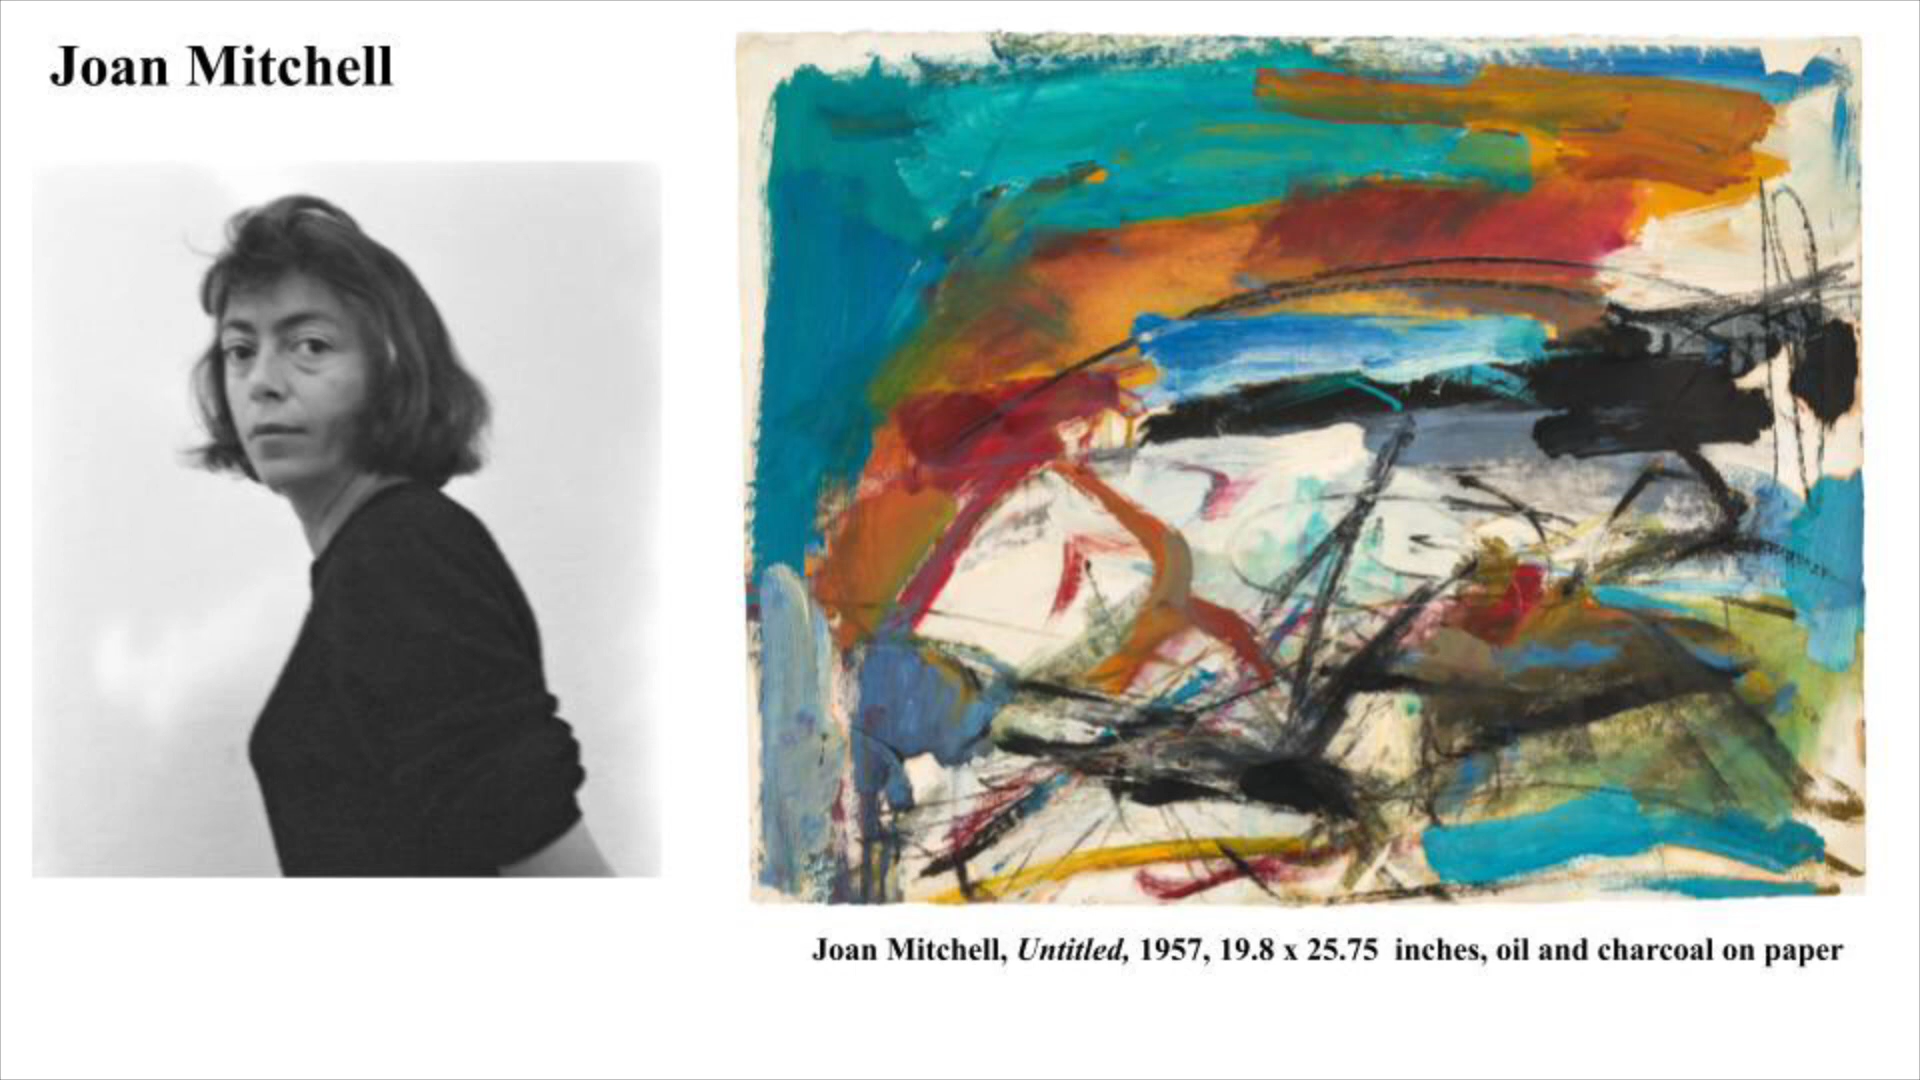 Joan Mitchell
Joan Mitchell, Untitled, 1957, 19.8 x 25.75 inches, oil and charcoal on paper